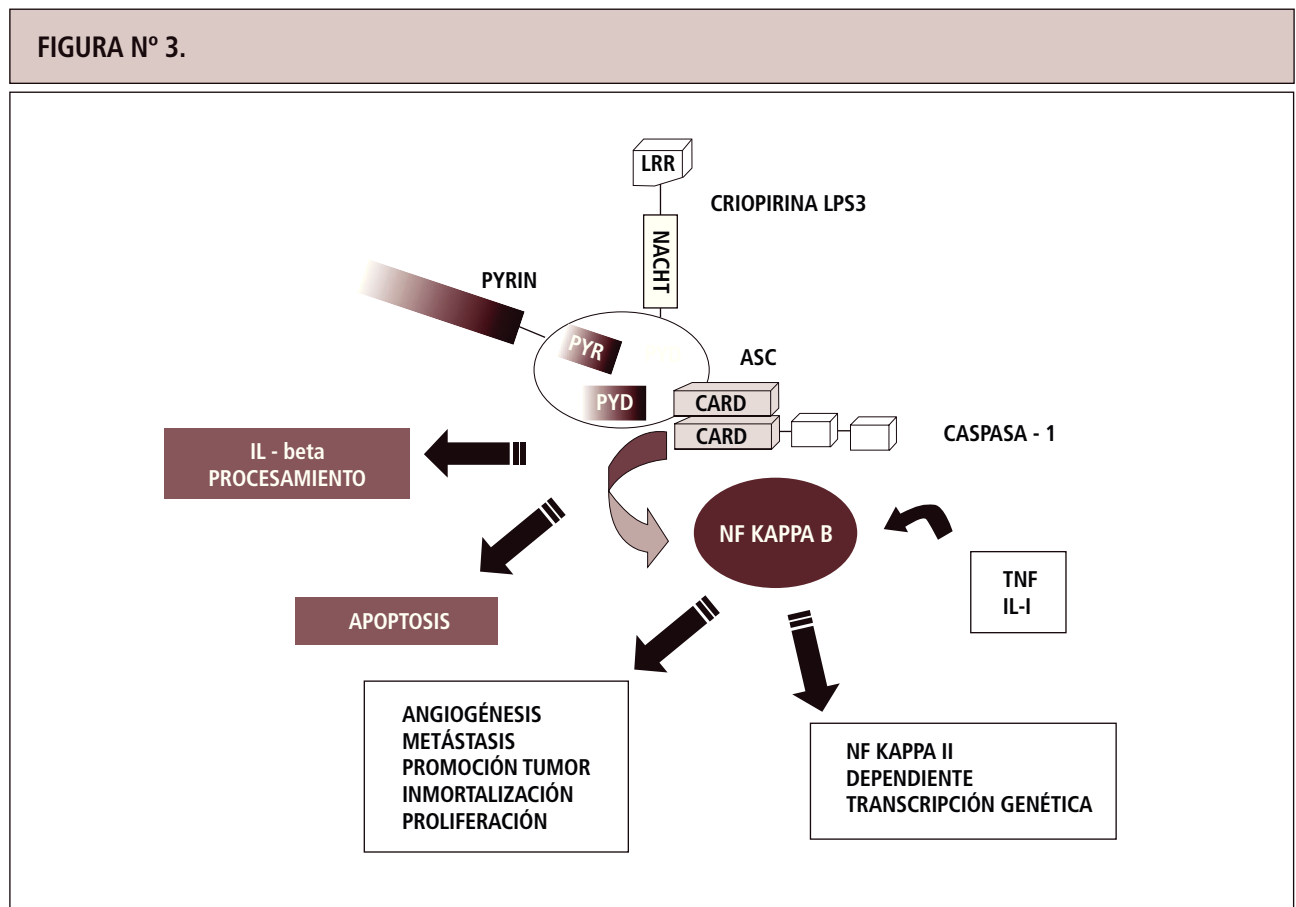 FIGURA Nº 3.
LRR
CRIOPIRINA LPS3
NACHT
PYRIN
PYR
ASC
PYD
CARD
CARD
CASPASA - 1
IL - beta
PROCESAMIENTO
NF KAPPA B
TNF
IL-I
APOPTOSIS
ANGIOGÉNESIS
METÁSTASIS
PROMOCIÓN TUMOR
INMORTALIZACIÓN
PROLIFERACIÓN
NF KAPPA II
DEPENDIENTE
TRANSCRIPCIÓN GENÉTICA